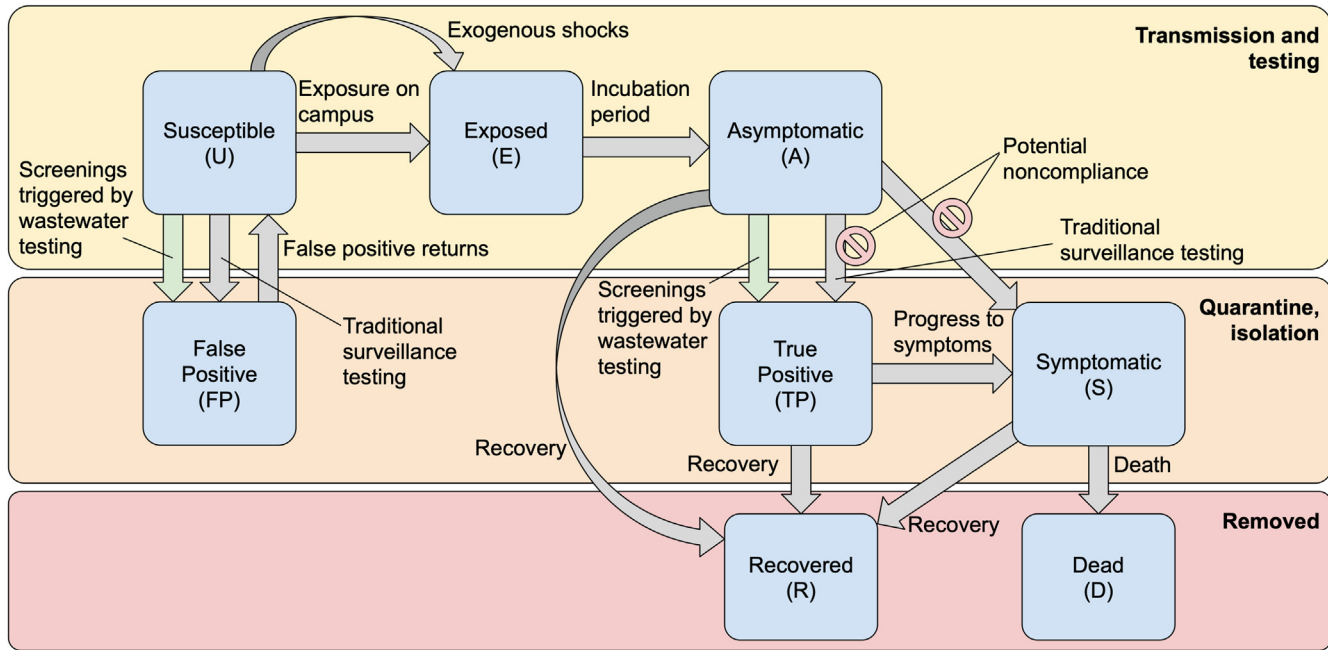 Transmission and
testing
Exogenous shocks
Exposure on
campus
Incubation
period
Susceptible
(U)
Exposed
(E)
Asymptomatic
(A)
Potential
noncompliance
Screenings
triggered by
wastewater
testing
False positive returns
Traditional
surveillance testing
Quarantine,
isolation
Screenings
triggered by
wastewater
testing
Progress to
symptoms
False
Positive
(FP)
Traditional
surveillance
testing
True
Positive
(TP)
Symptomatic
(S)
Recovery
Recovery
Death
Removed
Recovery
Recovered
(R)
Dead
(D)